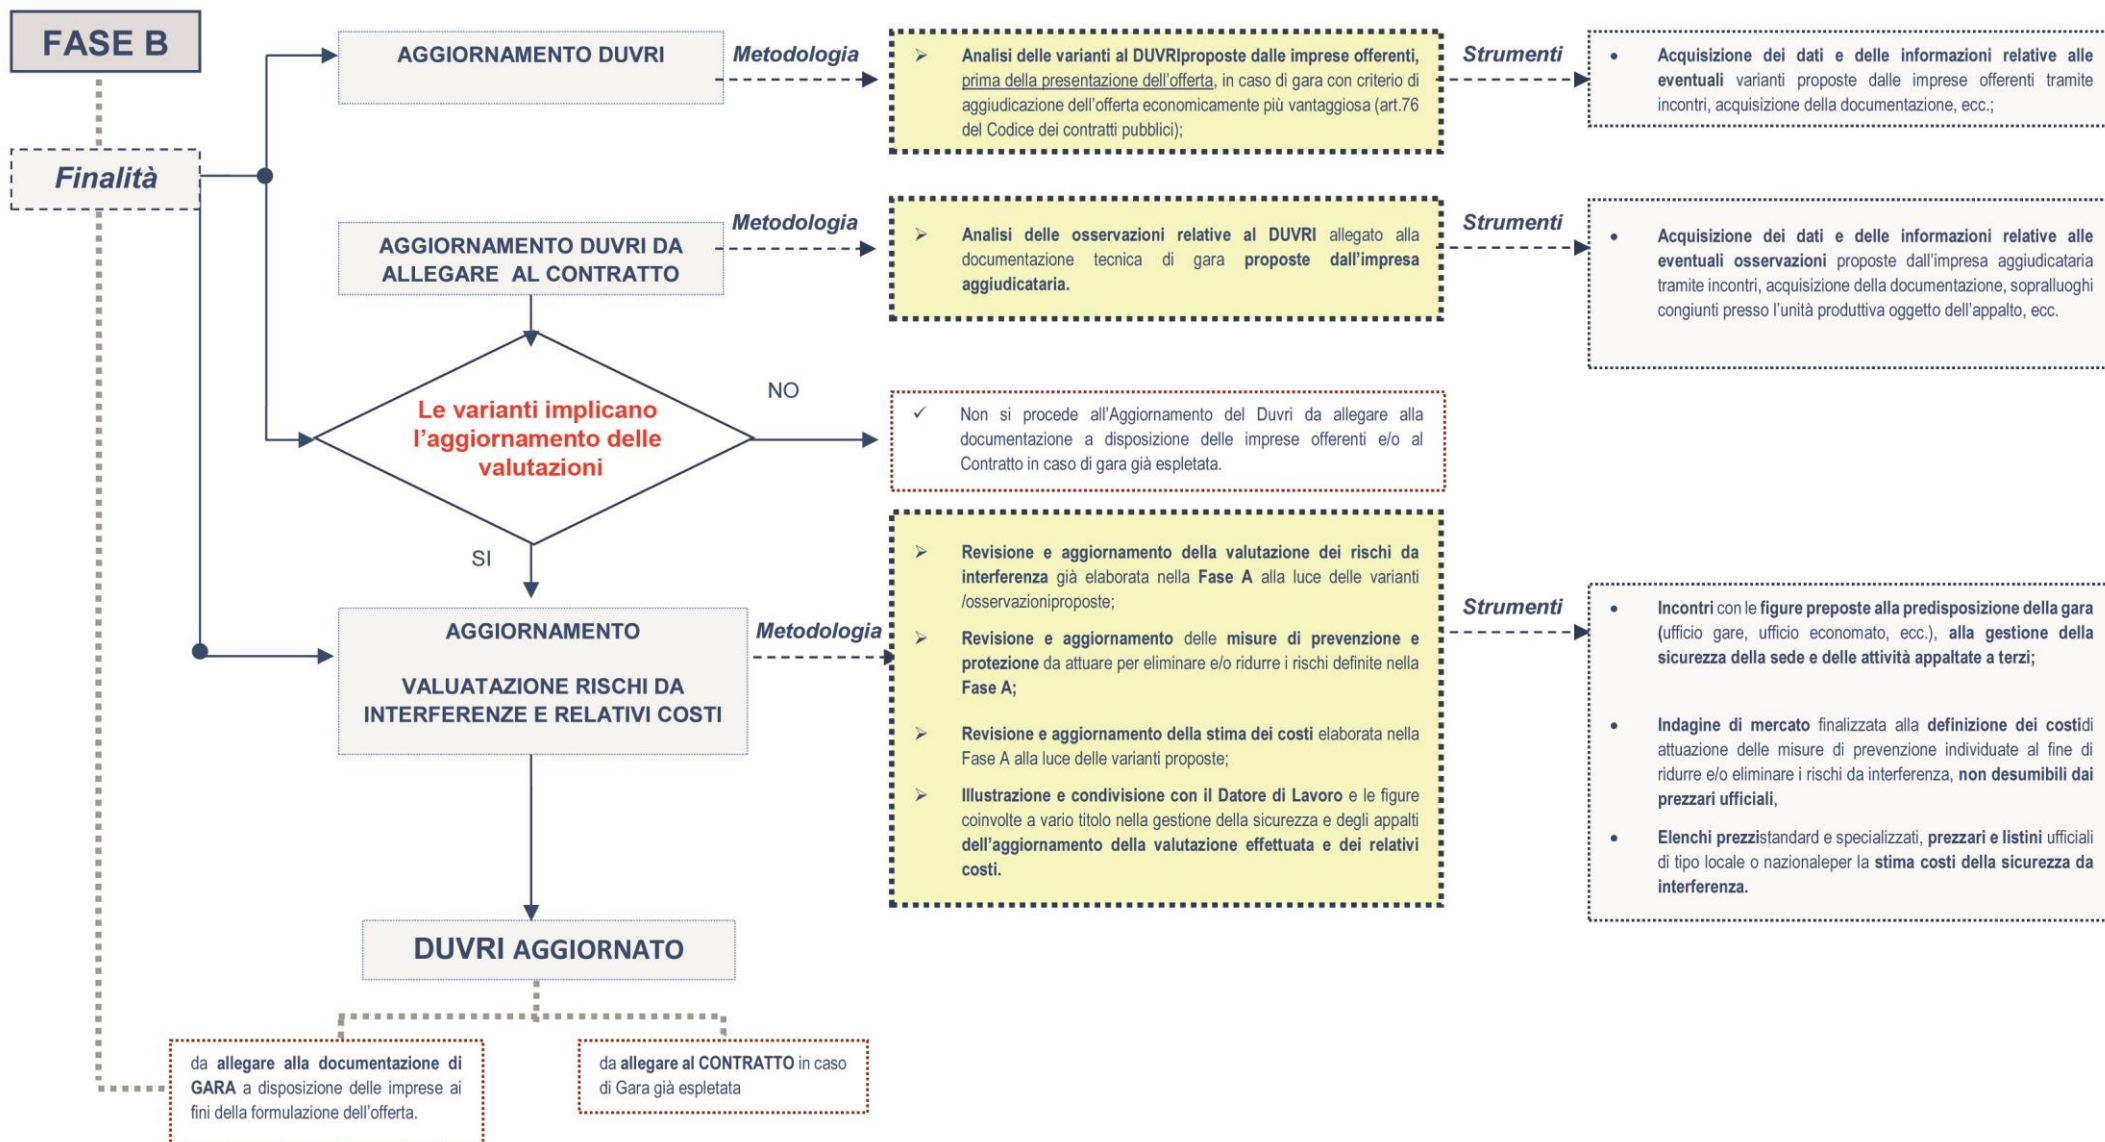 FASE B
Finalità
AGGIORNAMENTO DUVRI
Metodologia
➢ Analisi delle varianti al DUVRIproposte dalle imprese offerenti,
prima della presentazione dell'offerta, in caso di gara con criterio di
aggiudicazione dell'offerta economicamente più vantaggiosa (art.76
del Codice dei contratti pubblici);
Strumenti
• Acquisizione dei dati e delle informazioni relative alle
eventuali varianti proposte dalle imprese offerenti tramite
incontri, acquisizione della documentazione, ecc.;
AGGIORNAMENTO DUVRI DA
ALLEGARE AL CONTRATTO
Metodologia
➢ Analisi delle osservazioni relative al DUVRI allegato alla
documentazione tecnica di gara proposte dall'impresa
aggiudicataria.
Strumenti
• Acquisizione dei dati e delle informazioni relative alle
eventuali osservazioni proposte dall'impresa aggiudicataria
tramite incontri, acquisizione della documentazione, sopralluoghi
congiunti presso l'unità produttiva oggetto dell'appalto, ecc.
Le varianti implicano
l'aggiornamento delle
valutazioni
NO
✓ Non si procede all'Aggiornamento del Duvri da allegare alla
documentazione a disposizione delle imprese offerenti e/o al
Contratto in caso di gara già espletata.
SI
AGGIORNAMENTO
VALUATAZIONE RISCHI DA
INTERFERENZE E RELATIVI COSTI
Metodologia
➢ Revisione e aggiornamento della valutazione dei rischi da
interferenza già elaborata nella Fase A alla luce delle varianti
/osservazioniproposte;
➢ Revisione e aggiornamento delle misure di prevenzione e
protezione da attuare per eliminare e/o ridurre i rischi definite nella
Fase A;
➢ Revisione e aggiornamento della stima dei costi elaborata nella
Fase A alla luce delle varianti proposte;
➢ Illustrazione e condivisione con il Datore di Lavoro e le figure
coinvolte a vario titolo nella gestione della sicurezza e degli appalti
dell'aggiornamento della valutazione effettuata e dei relativi
costi.
Strumenti
• Incontri con le figure preposte alla predisposizione della gara
(ufficio gare, ufficio economato, ecc.), alla gestione della
sicurezza della sede e delle attività appaltate a terzi;
• Indagine di mercato finalizzata alla definizione dei costidi
attuazione delle misure di prevenzione individuate al fine di
ridurre e/o eliminare i rischi da interferenza, non desumibili dai
prezzari ufficiali,
• Elenchi prezzistandard e specializzati, prezzari e listini ufficiali
di tipo locale o nazionaleper la stima costi della sicurezza da
interferenza.
DUVRI AGGIORNATO
da allegare alla documentazione di
GARA a disposizione delle imprese ai
fini della formulazione dell'offerta.
da allegare al CONTRATTO in caso
di Gara già espletata